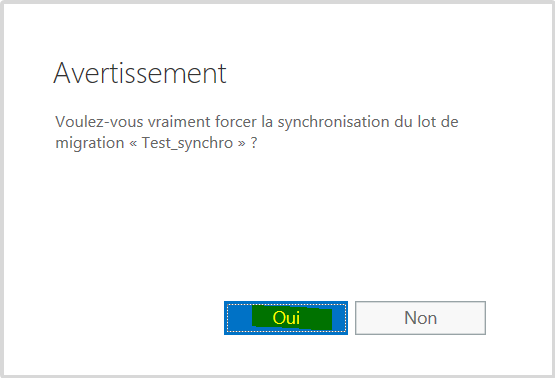 Avertissement
Voulez-vous vraiment forcer la synchronisation du lot de
migration « Test_synchro » ?
Oui
Non